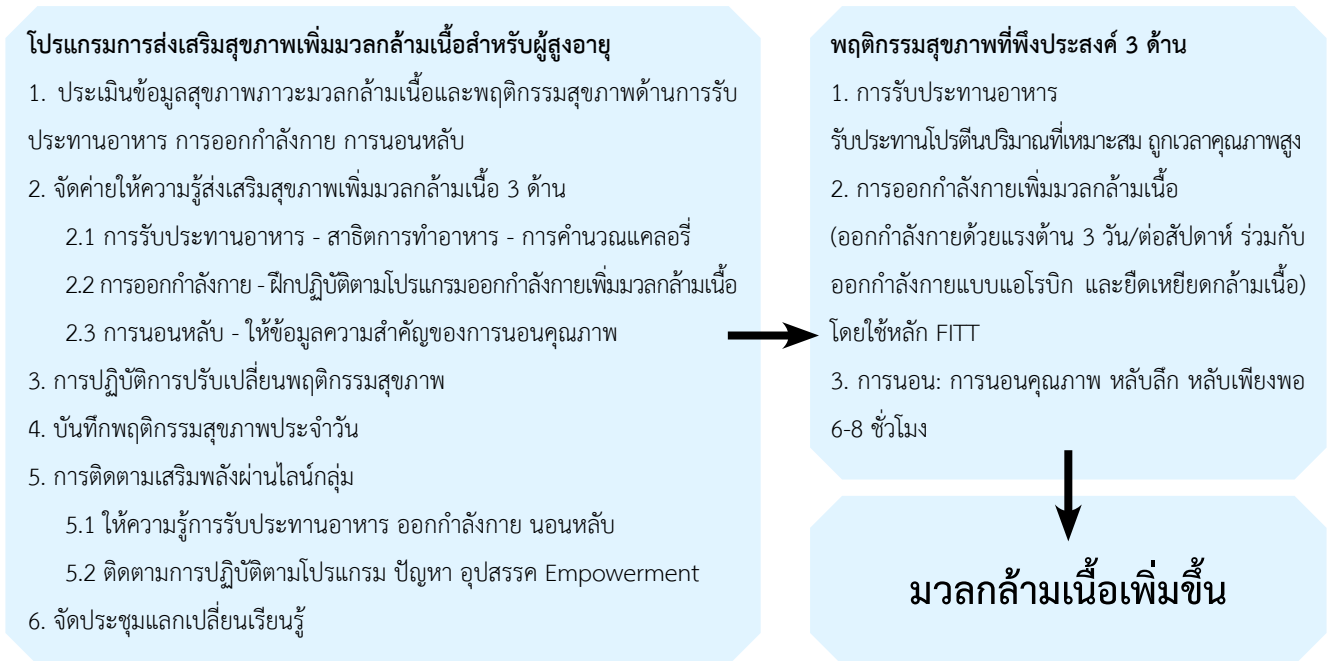 โปรแกรมการส่งเสริมสุขภาพเพิ่มมวลกล้ามเนื้อสำหรับผู้สูงอายุ
1. ประเมินข้อมูลสุขภาพภาวะมวลกล้ามเนื้อและพฤติกรรมสุขภาพด้านการรับ
ประทานอาหาร การออกกำลังกาย การนอนหลับ
2. จัดค่ายให้ความรู้ส่งเสริมสุขภาพเพิ่มมวลกล้ามเนื้อ 3 ด้าน
2.1 การรับประทานอาหาร - สาธิตการทำอาหาร - การคำนวณแคลอรี่
2.2 การออกกำลังกาย - ฝึกปฏิบัติตามโปรแกรมออกกำลังกายเพิ่มมวลกล้ามเนื้อ
2.3 การนอนหลับ - ให้ข้อมูลความสำคัญของการนอนคุณภาพ
3. การปฏิบัติการปรับเปลี่ยนพฤติกรรมสุขภาพ
4. บันทึกพฤติกรรมสุขภาพประจำวัน
5. การติดตามเสริมพลังผ่านไลน์กลุ่ม
5.1 ให้ความรู้การรับประทานอาหาร ออกกำลังกาย นอนหลับ
5.2 ติดตามการปฏิบัติตามโปรแกรม ปัญหา อุปสรรค Empowerment
6. จัดประชุมแลกเปลี่ยนเรียนรู้
พฤติกรรมสุขภาพที่พึงประสงค์ 3 ด้าน
1. การรับประทานอาหาร
รับประทานโปรตีนปริมาณที่เหมาะสม ถูกเวลาคุณภาพสูง
2. การออกกำลังกายเพิ่มมวลกล้ามเนื้อ
(ออกกำลังกายด้วยแรงต้าน 3 วัน/ต่อสัปดาห์ ร่วมกับ
ออกกำลังกายแบบแอโรบิก และยืดเหยียดกล้ามเนื้อ)
โดยใช้หลัก FITT
3. การนอน: การนอนคุณภาพ หลับลึก หลับเพียงพอ
6-8 ชั่วโมง
มวลกล้ามเนื้อเพิ่มขึ้น